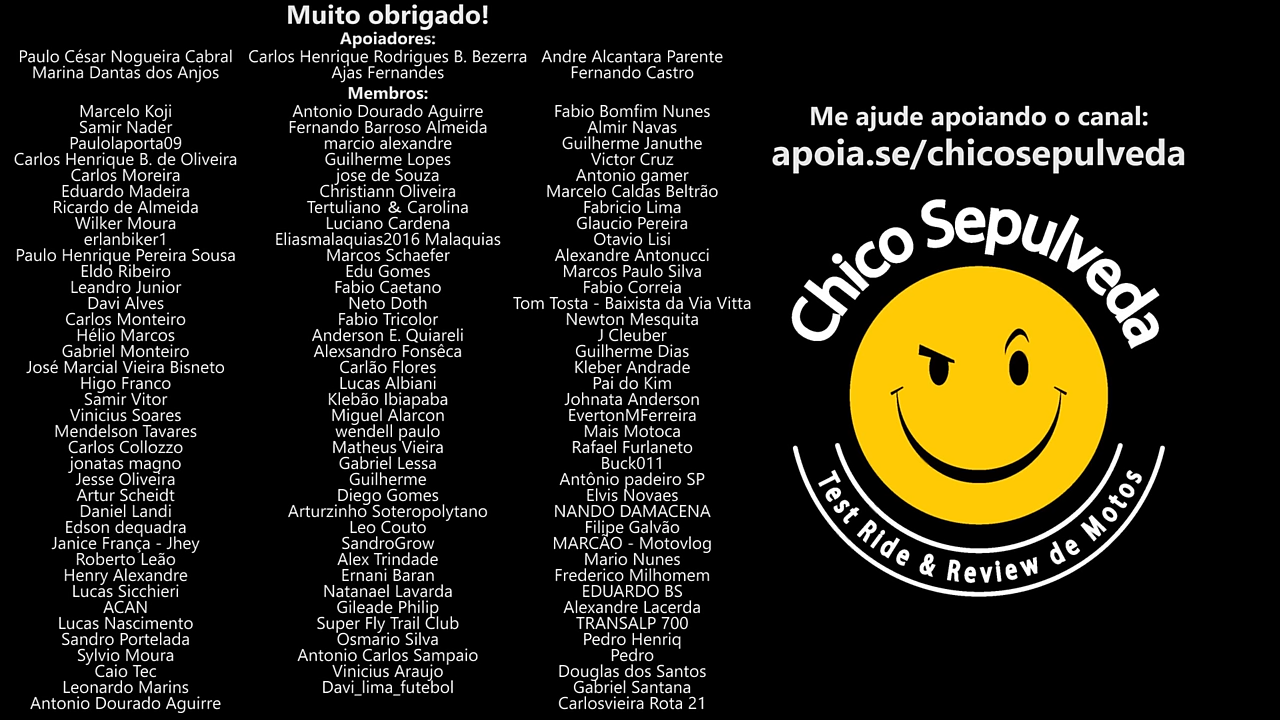 Muito obrigado!
Apoiadores:
Paulo César Nogueira Cabral
Marina Dantas dos Anjos
Carlos Henrique Rodrigues B. Bezerra
Ajas Fernandes
Andre Alcantara Parente
Fernando Castro
Membros:
Marcelo Koji
Samir Nader
Paulolaporta09
Carlos Henrique B. de Oliveira
Carlos Moreira
Eduardo Madeira
Ricardo de Almeida
Wilker Moura
erlanbiker1
Paulo Henrique Pereira Sousa
Eldo Ribeiro
Leandro Junior
Davi Alves
Carlos Monteiro
Hélio Marcos
Gabriel Monteiro
José Marcial Vieira Bisneto
Higo Franco
Samir Vitor
Vinicius Soares
Mendelson Tavares
Carlos Collozzo
jonatas magno
Jesse Oliveira
Artur Scheidt
Daniel Landi
Edson dequadra
Janice França - Jhey
Roberto Leão
Henry Alexandre
Lucas Sicchieri
ACAN
Lucas Nascimento
Sandro Portelada
Sylvio Moura
Caio Tec
Leonardo Marins
Antonio Dourado Aguirre
Antonio Dourado Aguirre
Fernando Barroso Almeida
marcio alexandre
Guilherme Lopes
jose de Souza
Christiann Oliveira
Tertuliano & Carolina
Luciano Cardena
Eliasmalaquias2016 Malaquias
Marcos Schaefer
Edu Gomes
Fabio Caetano
Neto Doth
Fabio Tricolor
Anderson E. Quiareli
Alexsandro Fonsêca
Carlão Flores
Lucas Albiani
Klebão Ibiapaba
Miguel Alarcon
wendell paulo
Matheus Vieira
Gabriel Lessa
Guilherme
Diego Gomes
Arturzinho Soteropolytano
Leo Couto
SandroGrow
Alex Trindade
Ernani Baran
Natanael Lavarda
Gileade Philip
Super Fly Trail Club
Osmario Silva
Antonio Carlos Sampaio
Vinicius Araujo
Davi_lima_futebol
Fabio Bomfim Nunes
Almir Navas
Guilherme Januthe
Victor Cruz
Antonio gamer
Marcelo Caldas Beltrão
Fabricio Lima
Glaucio Pereira
Otavio Lisi
Alexandre Antonucci
Marcos Paulo Silva
Fabio Correia
Tom Tosta - Baixista da Via Vitta
Newton Mesquita
J Cleuber
Guilherme Dias
Kleber Andrade
Pai do Kim
Johnata Anderson
EvertonMFerreira
Mais Motoca
Rafael Furlaneto
Buck011
Antônio padeiro SP
Elvis Novaes
NANDO DAMACENA
Filipe Galvão
MARCÃO - Motovlog
Mario Nunes
Frederico Milhomem
EDUARDO BS
Alexandre Lacerda
TRANSALP 700
Pedro Henriq
Pedro
Douglas dos Santos
Gabriel Santana
Carlosvieira Rota 21
Me ajude apoiando o canal:
apoia.se/chicosepulveda
Chico Sepulveda
Test Ride & Review de Motos